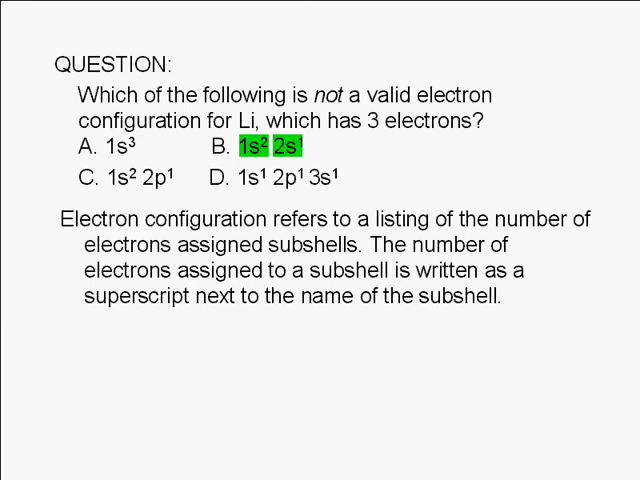 QUESTION:
Which of the following is not a valid electron
configuration for Li, which has 3 electrons?
A. 1s³ B. 1s² 2s¹
C. 1s² 2p¹ D. 1s¹ 2p¹ 3s¹
Electron configuration refers to a listing of the number of
electrons assigned subshells. The number of
electrons assigned to a subshell is written as a
superscript next to the name of the subshell.